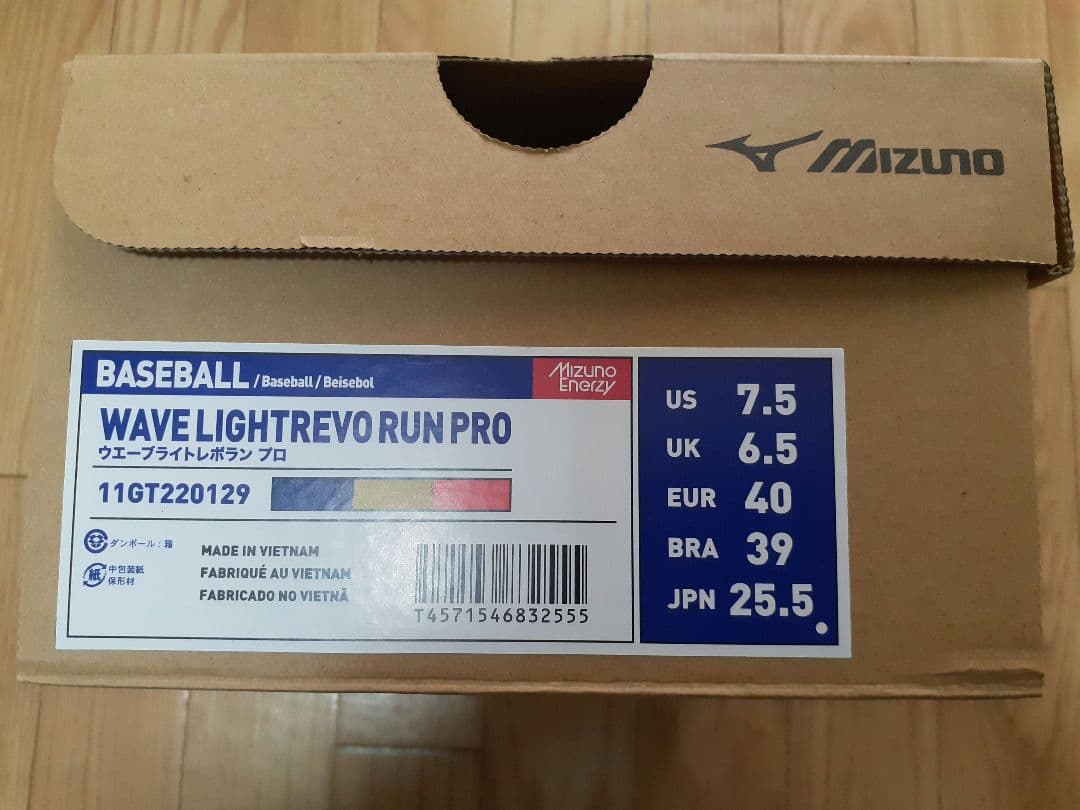 MIZUNO
BASEBALL /Baseball/Beisebol
Mizuno
Enerzy
WAVE LIGHTREVO RUN PRO
ウエーブライトレボラン プロ
11GT220129
ダンボール:箱
紙
中包装紙
保形材
MADE IN VIETNAM
FABRIQUÉ AU VIETNAM
FABRICADO NO VIETNÃ
T4571546832555
US 7.5
UK 6.5
EUR 40
BRA 39
JPN 25.5